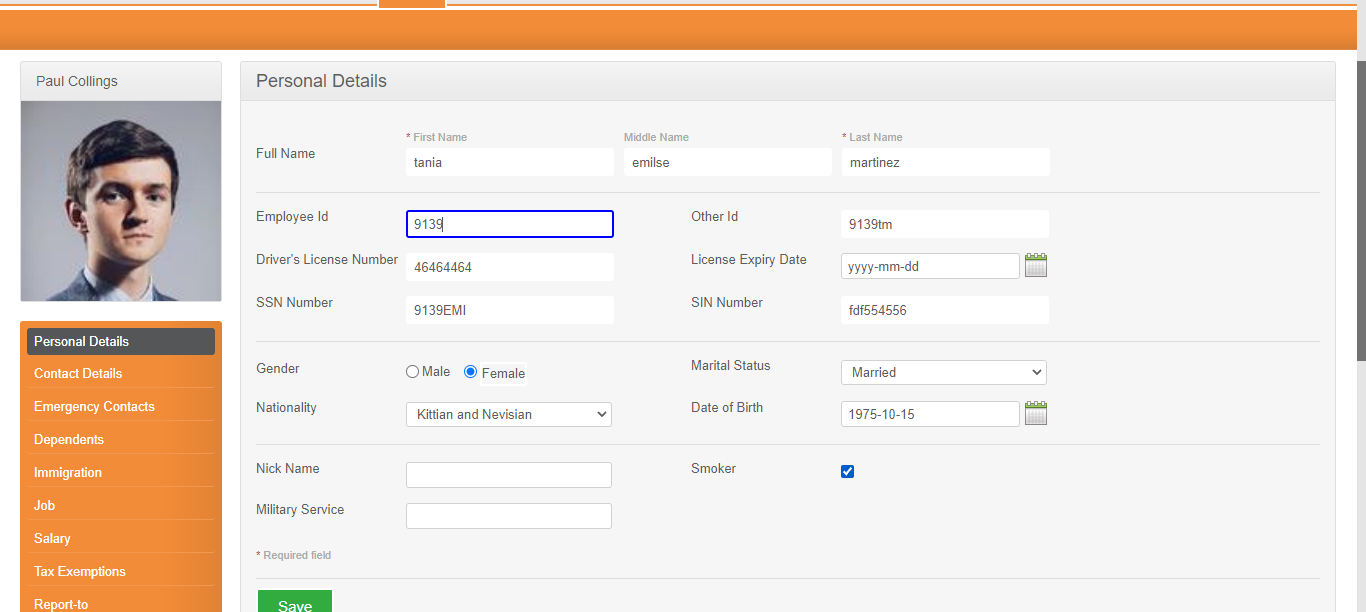 Paul Collings
Personal Details
* First Name Middle Name * Last Name
Full Name tania emilse martinez
Employee Id 9139 Other Id 9139tm
Driver's License Number 46464464 License Expiry Date yyyy-mm-dd
SSN Number 9139EMI SIN Number fdf554556
Gender Male Female Marital Status Married
Nationality Kittian and Nevisian Date of Birth 1975-10-15
Nick Name Smoker
Military Service
* Required field
Save
Personal Details
Contact Details
Emergency Contacts
Dependents
Immigration
Job
Salary
Tax Exemptions
Report-to